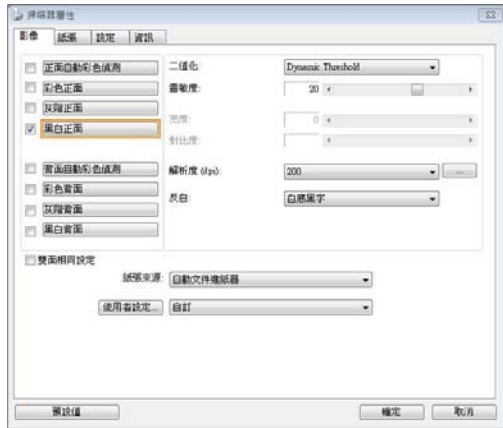 掃描器屬性
影像 紙張 設定 資訊
正面自動彩色偵測
彩色正面
灰階正面
黑白正面
背面自動彩色偵測
彩色背面
灰階背面
黑白背面
二值化: Dynamic Threshold
靈敏度: 20
亮度: 0
對比度:
解析度 (dpi): 200 ...
反白: 白底黑字
雙面相同設定
紙張來源: 自動文件進紙器
使用者設定... 自訂
預設值 確定 取消